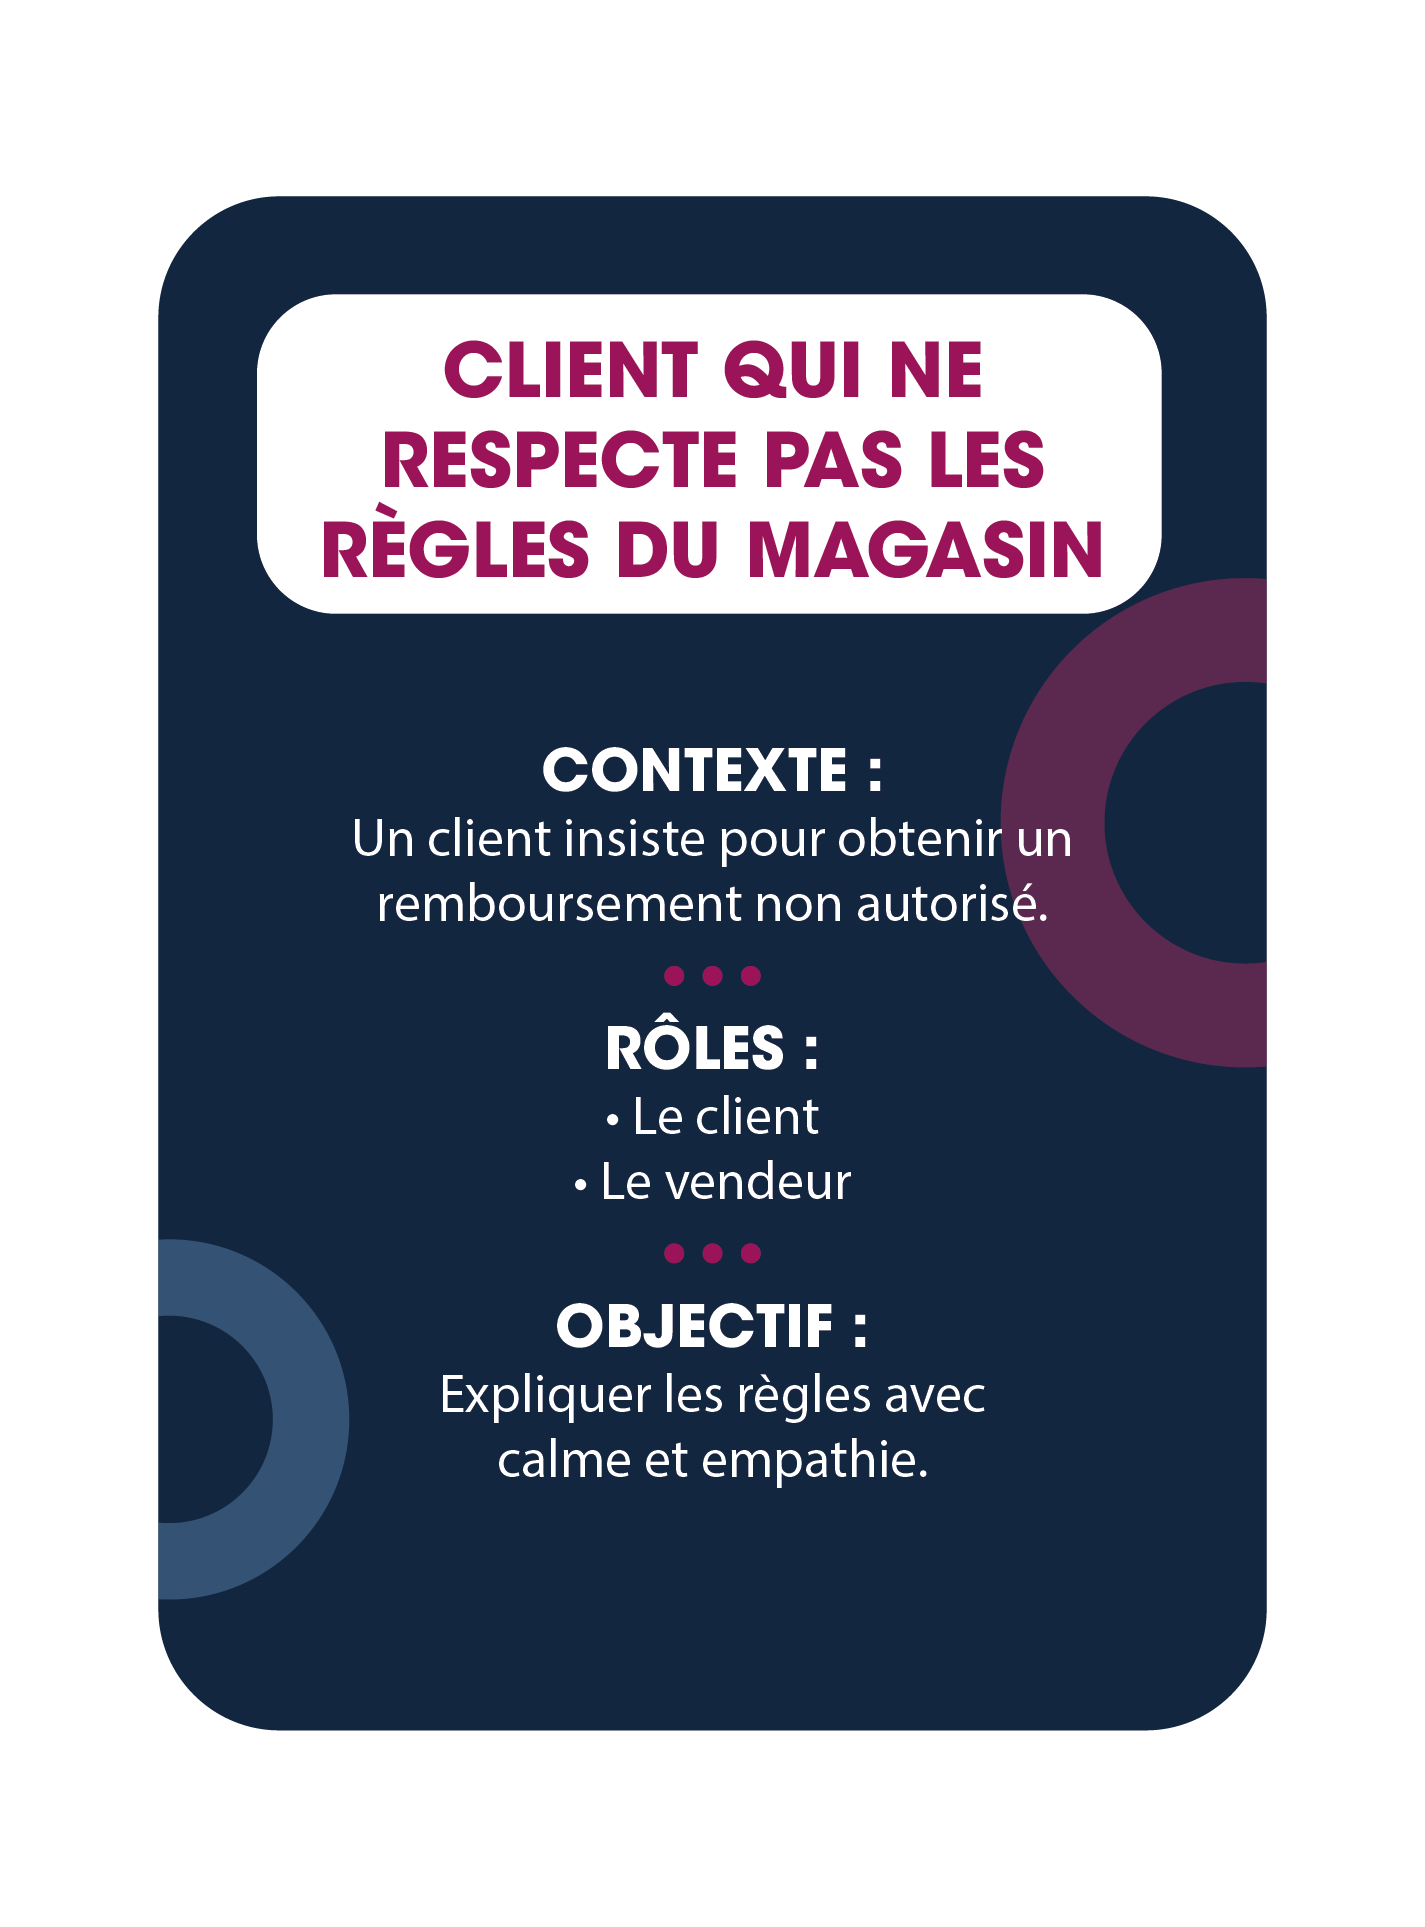 CLIENT QUI NE
RESPECTE PAS LES
RÈGLES DU MAGASIN
CONTEXTE :
Un client insiste pour obtenir un
remboursement non autorisé.
RÔLES :
• Le client
• Le vendeur
OBJECTIF :
Expliquer les règles avec
calme et empathie.